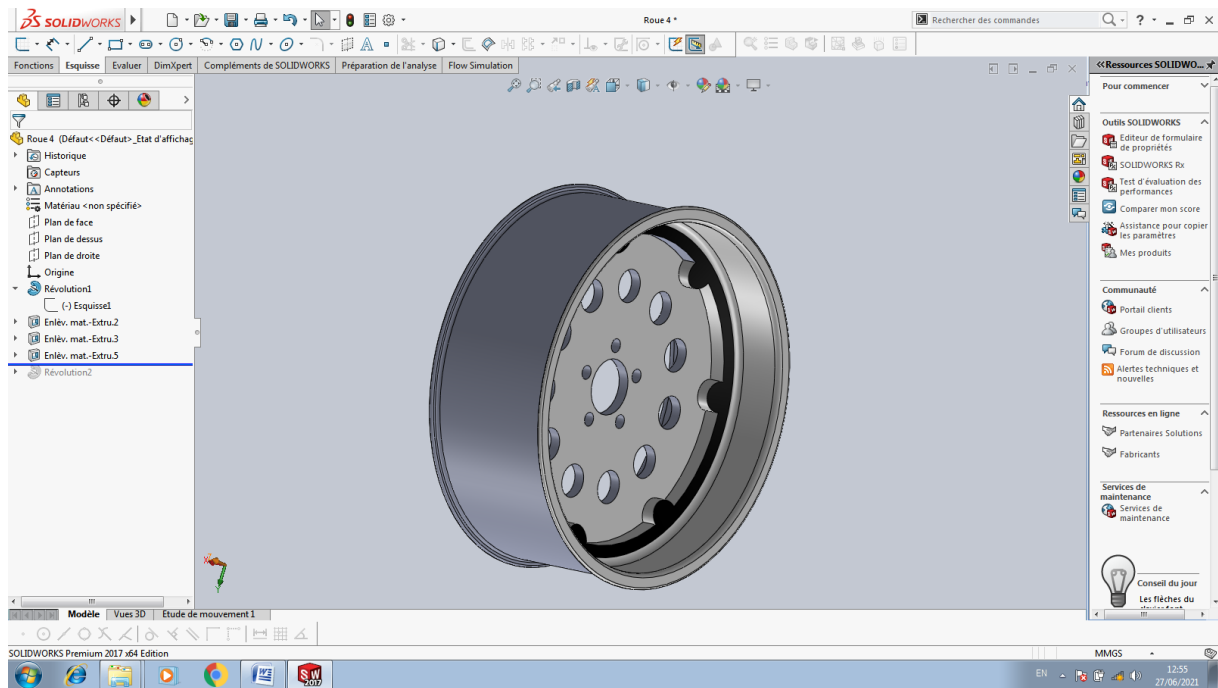 SOLIDWORKS
Roue 4 *
Rechercher des commandes
Fonctions Esquisse Evaluer DimXpert Compléments de SOLIDWORKS Préparation de l'analyse Flow Simulation
Roue 4 (Défaut<<Défaut>_Etat d'affichag
Historique
Capteurs
Annotations
Matériau <non spécifié>
Plan de face
Plan de dessus
Plan de droite
Origine
Révolution1
(-) Esquisse1
Enlèv. mat.-Extru.2
Enlèv. mat.-Extru.3
Enlèv. mat.-Extru.5
Révolution2
Ressources SOLIDWO...
Pour commencer
Outils SOLIDWORKS
Editeur de formulaire
de propriétés
SOLIDWORKS Rx
Test d'évaluation des
performances
Comparer mon score
Assistance pour copier
les paramètres
Mes produits
Communauté
Portail clients
Groupes d'utilisateurs
Forum de discussion
Alertes techniques et
nouvelles
Ressources en ligne
Partenaires Solutions
Fabricants
Services de
maintenance
Services de
maintenance
Conseil du jour
Les flèches du
X
Y
Modèle Vues 3D Etude de mouvement 1
SOLIDWORKS Premium 2017 x64 Edition
MMGS
SW
2017
EN
12:55
27/06/2021